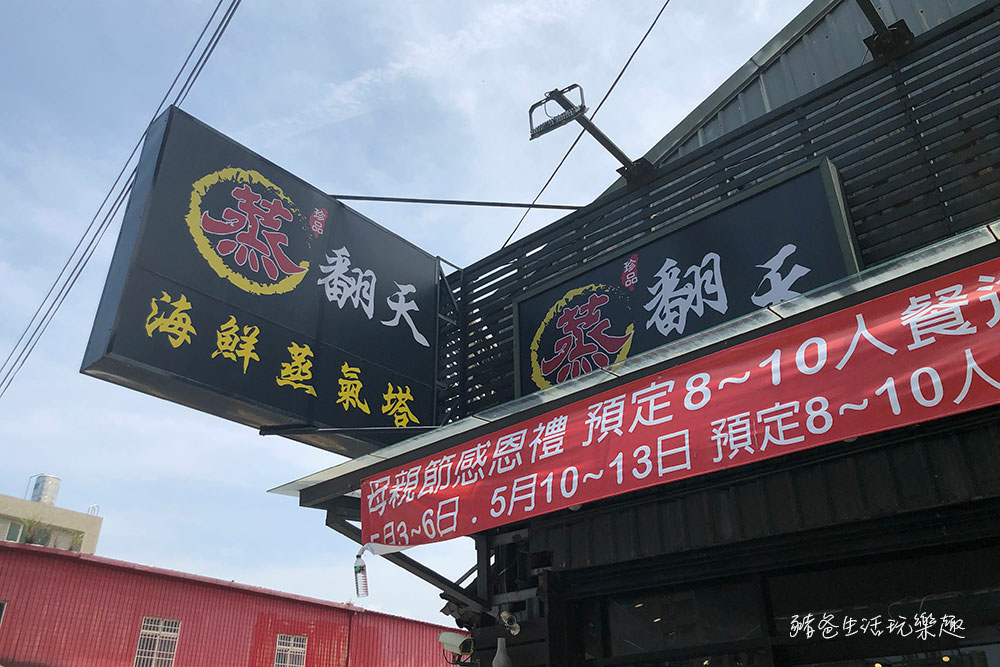 蒸
珍品
翻天
海鮮蒸氣塔
蒸
珍品
翻天
母親節感恩禮 預定8~10人餐
5月3~6日．5月10~13日 預定8~10人
豬爸生活玩樂趣